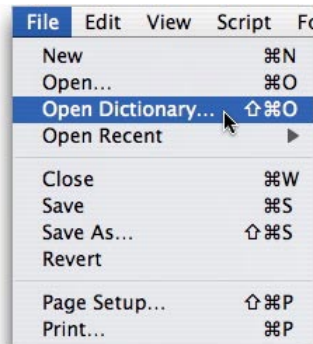 File Edit View Script Fo
New ⌘N
Open... ⌘O
Open Dictionary... ⇧⌘O
Open Recent ▶
Close ⌘W
Save ⌘S
Save As... ⇧⌘S
Revert
Page Setup... ⇧⌘P
Print... ⌘P